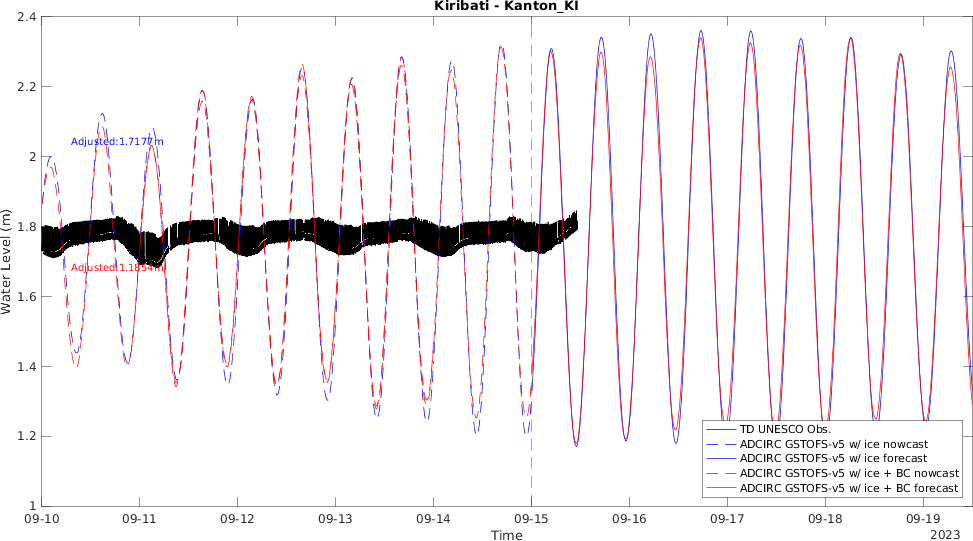 Kiribati - Kanton_KI
2.4
2.2
2
1.8
1.6
1.4
1.2
1
Water Level (m)
Adjusted:1.7177m
Adjusted:1.1854m
TD UNESCO Obs.
ADCIRC GSTOFS-v5 w/ ice nowcast
ADCIRC GSTOFS-v5 w/ ice forecast
ADCIRC GSTOFS-v5 w/ ice + BC nowcast
ADCIRC GSTOFS-v5 w/ ice + BC forecast
09-10 09-11 09-12 09-13 09-14 09-15 09-16 09-17 09-18 09-19
Time
2023